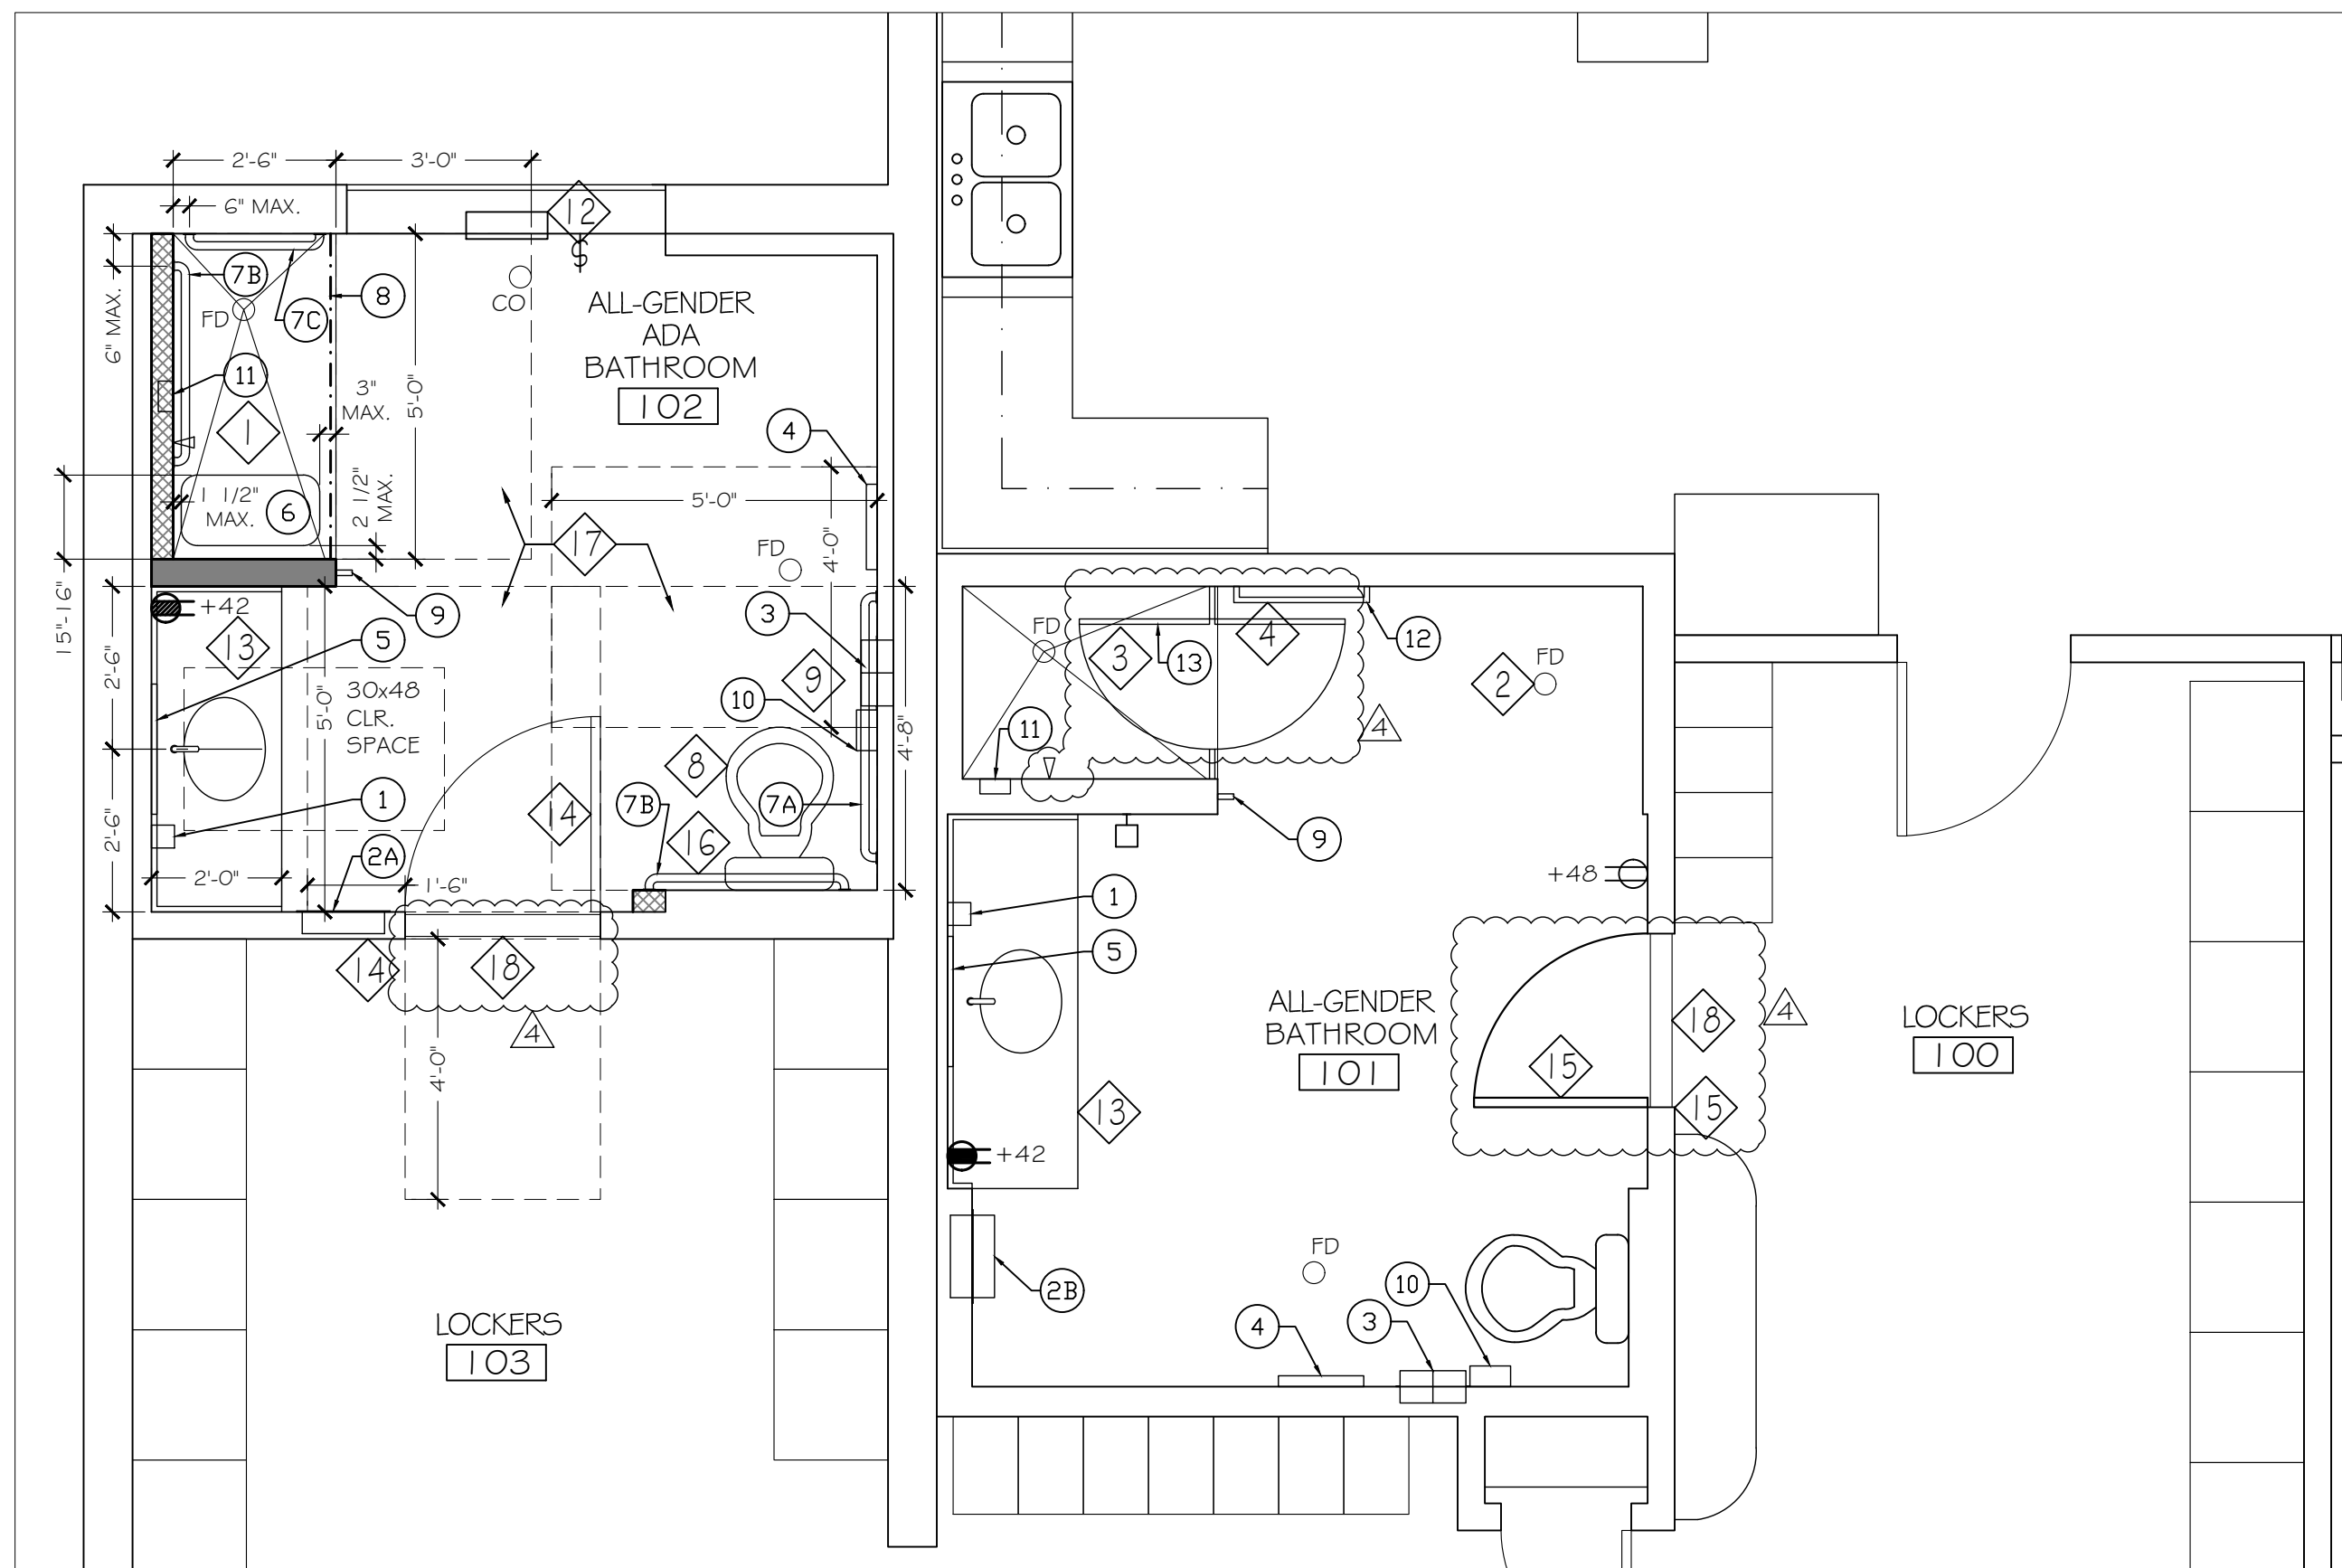 2'-6"
3'-0"
6" MAX.
12
$
7B
8
CO
ALL-GENDER
ADA
BATHROOM
102
FD
7C
6" MAX.
11
1
3"
MAX.
5'-0"
4
1 1/2"
MAX.
6
2 1/2"
MAX.
5'-0"
17
FD
4'-0"
15"-16"
+42
9
3
13
5
2'-6"
30x48
CLR.
SPACE
5'-0"
9
10
4'-8"
8
1
7B
7A
14
2'-6"
16
2A
2'-0"
1'-6"
14
18
4
4'-0"
LOCKERS
103
FD
3
13
4
12
2
FD
11
4
9
+48
1
5
ALL-GENDER
BATHROOM
101
18
4
15
15
13
+42
LOCKERS
100
2B
FD
10
3
4